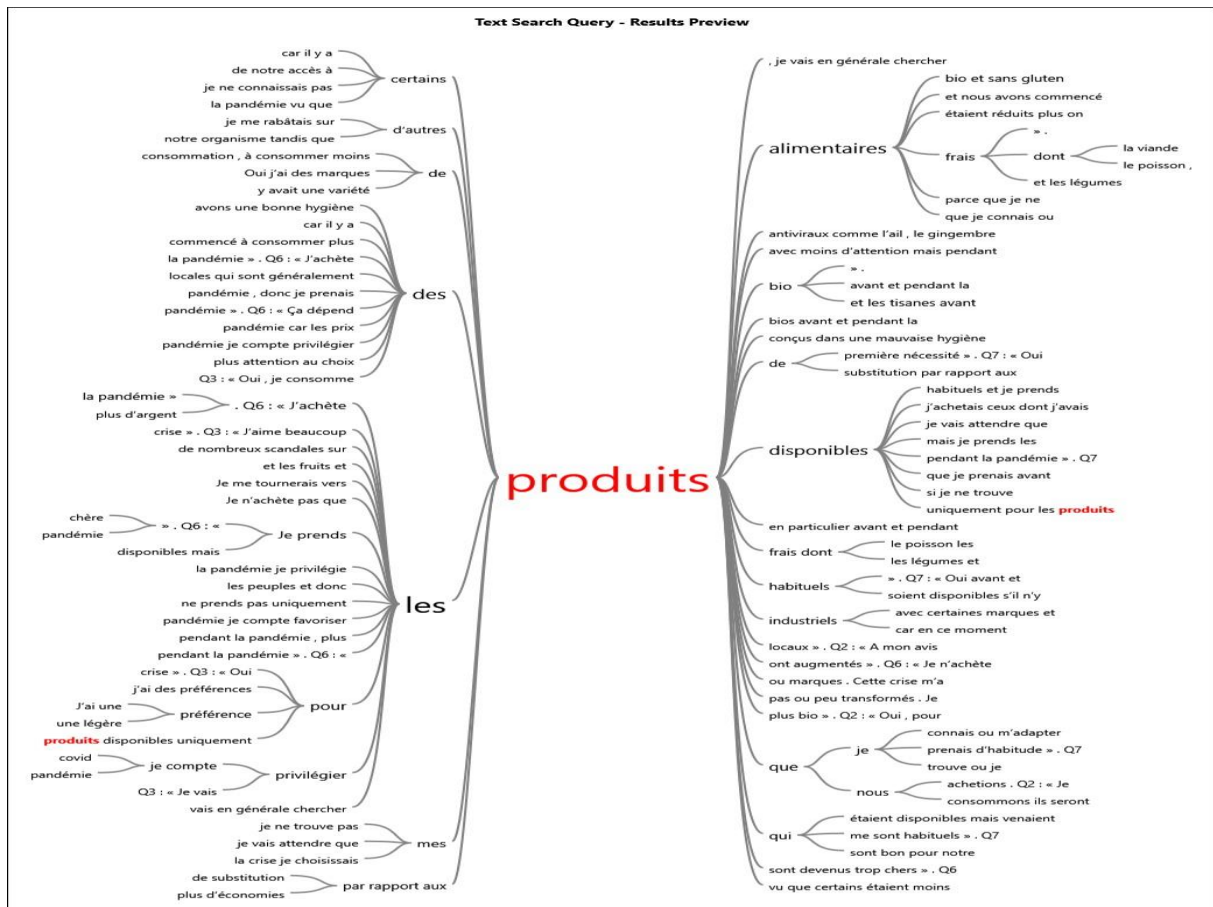 Text Search Query - Results Preview
car il y a
de notre accès à
je ne connaissais pas
la pandémie vu que
certains
je me rabâtais sur
notre organisme tandis que
d'autres
consommation , à consommer moins
Oui j'ai des marques
y avait une variété
de
avons une bonne hygiène
car il y a
commencé à consommer plus
la pandémie » . Q6 : « J'achète
locales qui sont généralement
pandémie , donc je prenais
pandémie » . Q6 : « Ça dépend
pandémie car les prix
pandémie je compte privilégier
plus attention au choix
Q3 : « Oui , je consomme
des
la pandémie »
plus d'argent
. Q6 : « J'achète
crise » . Q3 : « J'aime beaucoup
de nombreux scandales sur
et les fruits et
Je me tournerais vers
Je n'achète pas que
chère
pandémie
» . Q6 : «
disponibles mais
Je prends
la pandémie je privilégie
les peuples et donc
ne prends pas uniquement
pandémie je compte favoriser
pendant la pandémie , plus
pendant la pandémie » . Q6 : «
les
crise » . Q3 : « Oui
j'ai des préférences
J'ai une
une légère
préférence
produits disponibles uniquement
pour
covid
pandémie
je compte
Q3 : « Je vais
privilégier
vais en générale chercher
je ne trouve pas
je vais attendre que
la crise je choisissais
mes
de substitution
plus d'économies
par rapport aux
produits
, je vais en générale chercher
alimentaires
bio et sans gluten
et nous avons commencé
étaient réduits plus on
frais
» .
dont
la viande
le poisson ,
et les légumes
parce que je ne
que je connais ou
antiviraux comme l'ail , le gingembre
avec moins d'attention mais pendant
bio
» .
avant et pendant la
et les tisanes avant
bios avant et pendant la
conçus dans une mauvaise hygiène
de
première nécessité » . Q7 : « Oui
substitution par rapport aux
disponibles
habituels et je prends
j'achetais ceux dont j'avais
je vais attendre que
mais je prends les
pendant la pandémie » . Q7
que je prenais avant
si je ne trouve
uniquement pour les produits
en particulier avant et pendant
frais dont
le poisson les
les légumes et
habituels
» . Q7 : « Oui avant et
soient disponibles s'il n'y
industriels
avec certaines marques et
car en ce moment
locaux » . Q2 : « A mon avis
ont augmentés » . Q6 : « Je n'achète
ou marques . Cette crise m'a
pas ou peu transformés . Je
plus bio » . Q2 : « Oui , pour
que
je
connais ou m'adapter
prenais d'habitude » . Q7
trouve ou je
nous
achetions . Q2 : « Je
consommons ils seront
qui
étaient disponibles mais venaient
me sont habituels » . Q7
sont bon pour notre
sont devenus trop chers » . Q6
vu que certains étaient moins